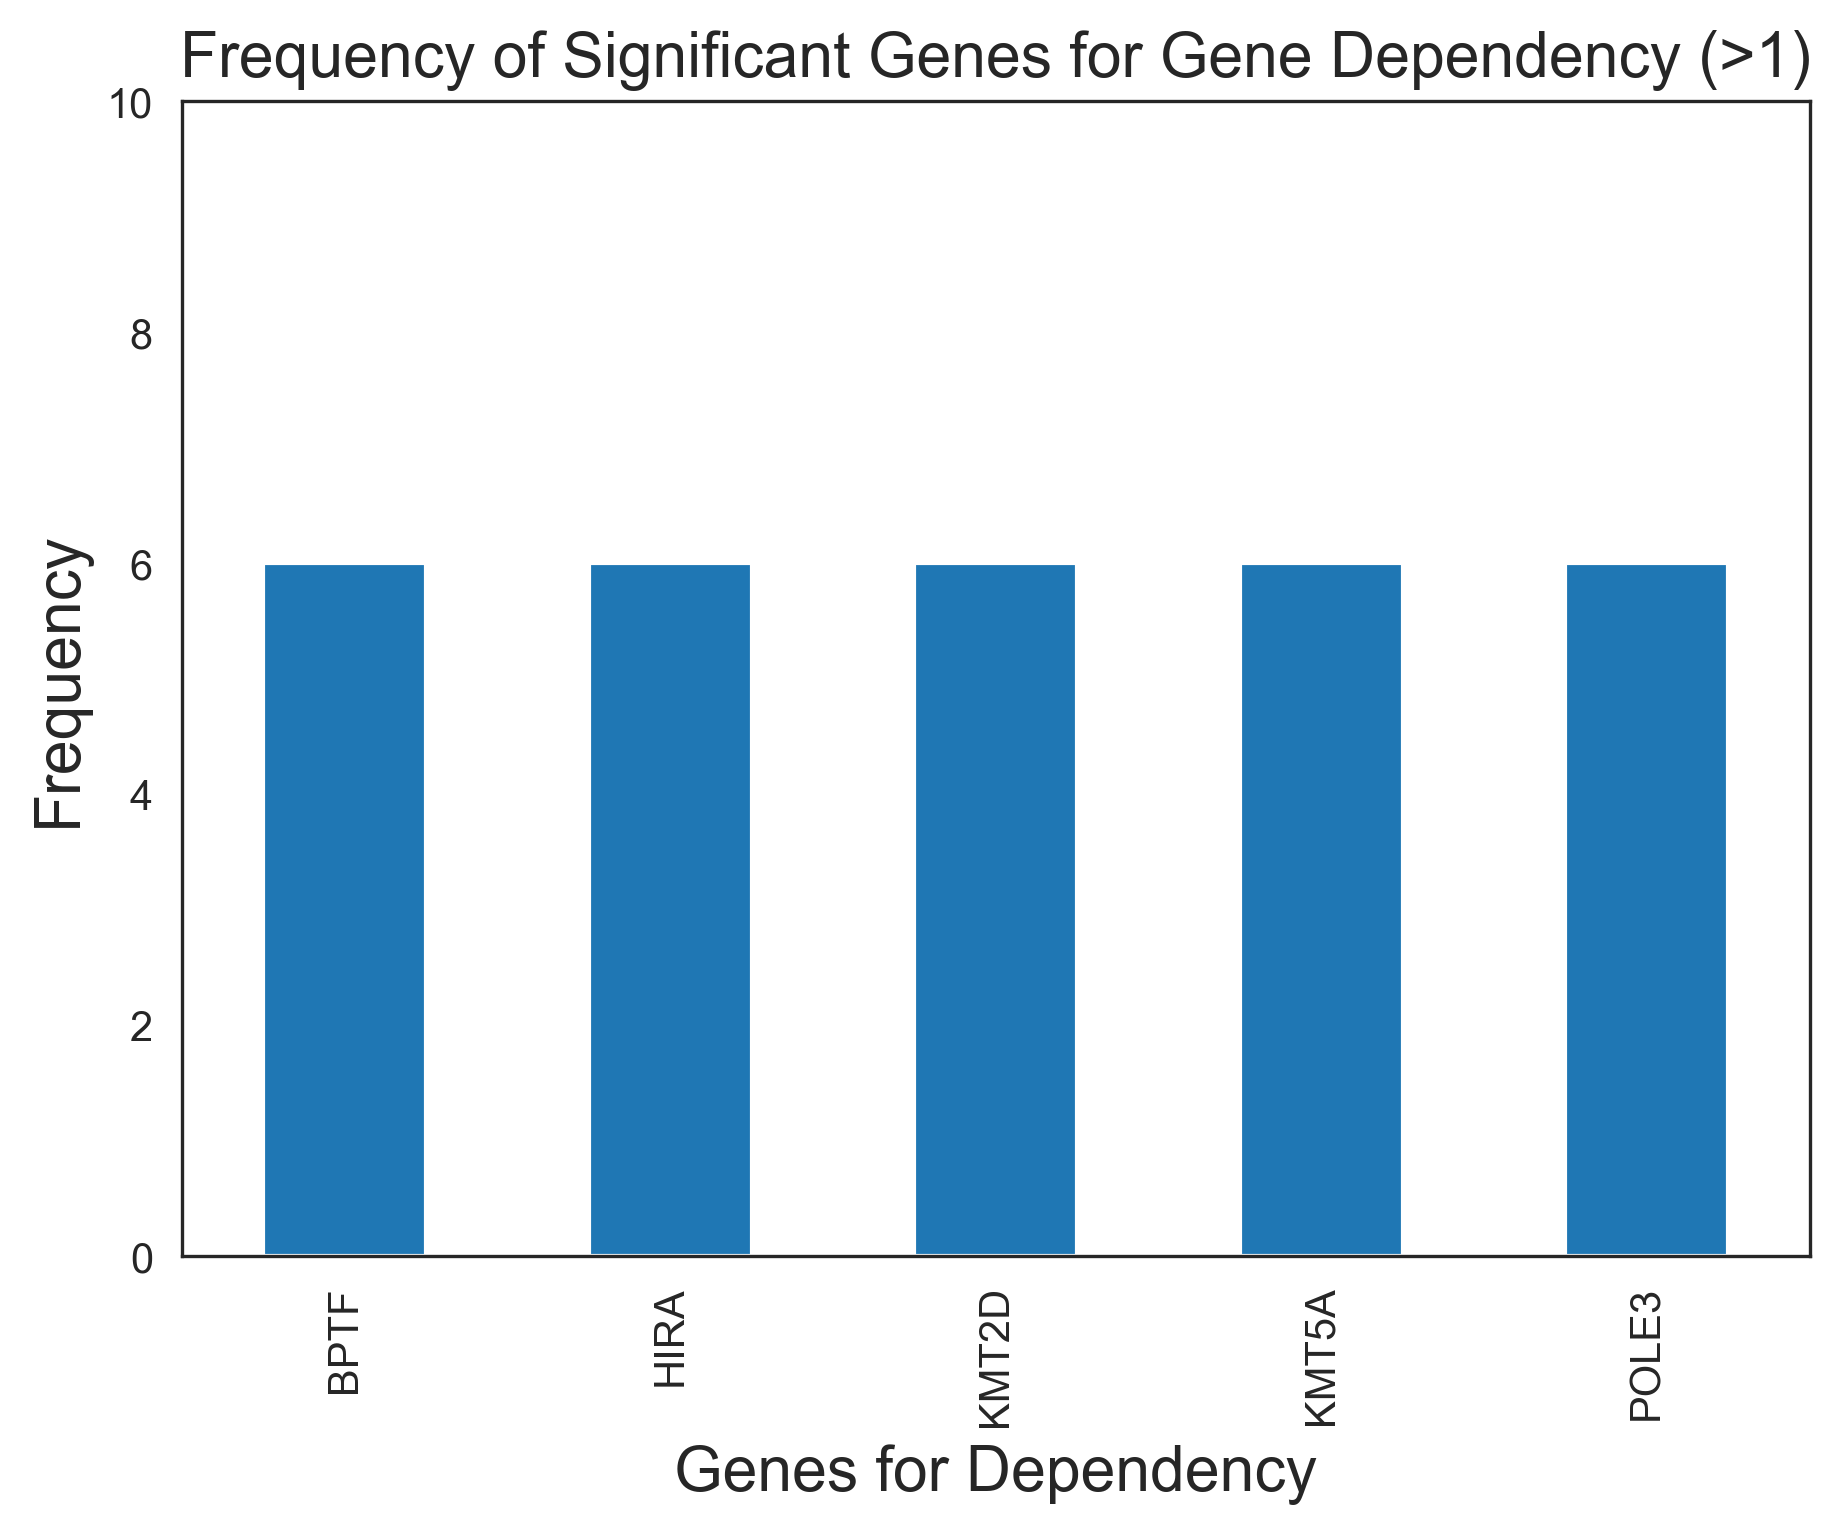 Frequency of Significant Genes for Gene Dependency (>1)
10
8
6
4
2
0
Frequency
BPTF
HIRA
KMT2D
KMT5A
POLE3
Genes for Dependency